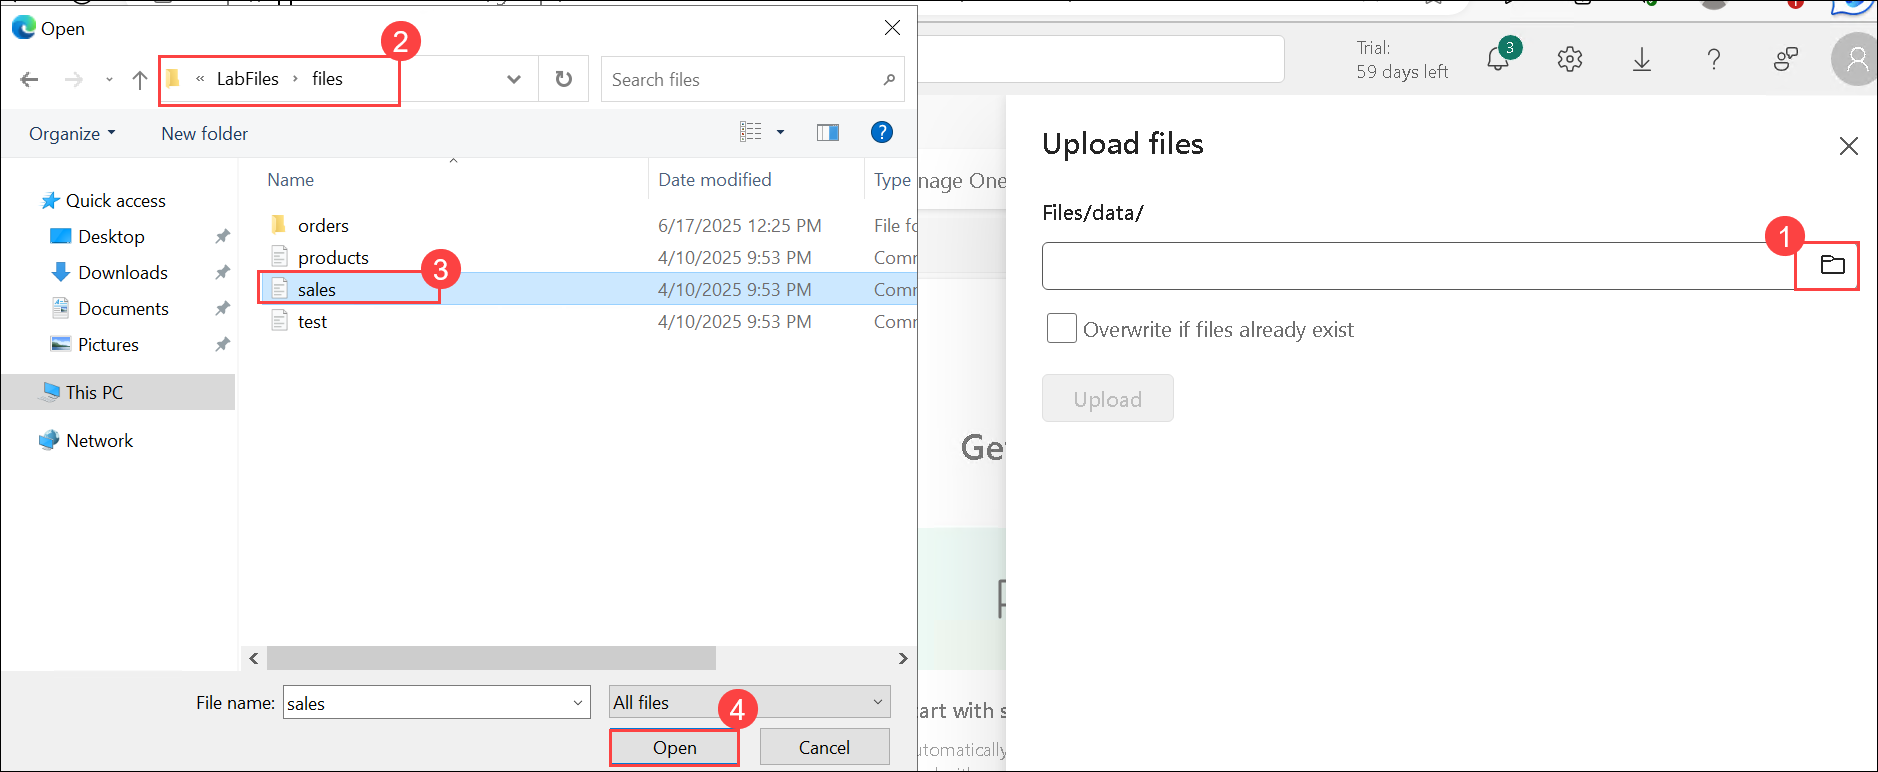 Open
2
« LabFiles › files
Search files
Organize
New folder
?
Name
Date modified
Type
orders
6/17/2025 12:25 PM
File fo
products
4/10/2025 9:53 PM
Comm
3
sales
4/10/2025 9:53 PM
Comm
test
4/10/2025 9:53 PM
Comm
Quick access
Desktop
Downloads
Documents
Pictures
This PC
Network
File name:
sales
All files
4
Open
Cancel
Trial:
59 days left
3
?
nage One
Upload files
Files/data/
1
Overwrite if files already exist
Upload
Get
art with s
utomatically